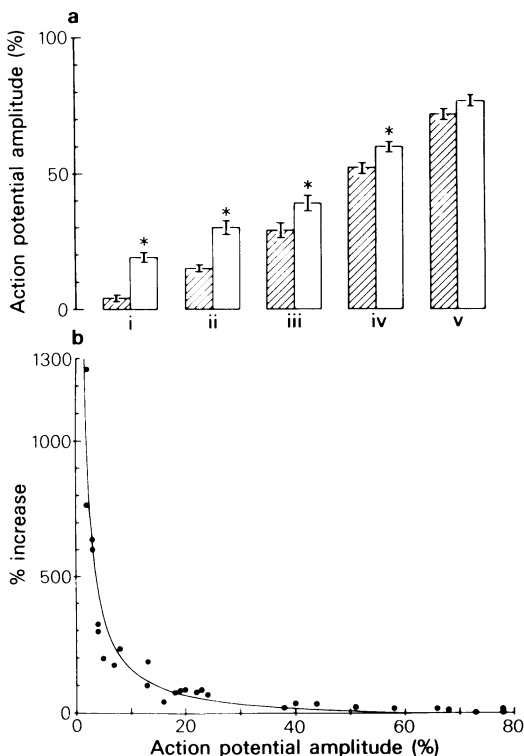 a
Action potential amplitude (%)
100
50
0
* * * *
i ii iii iv v
b
% increase
1300
1000
500
0
0 20 40 60 80
Action potential amplitude (%)